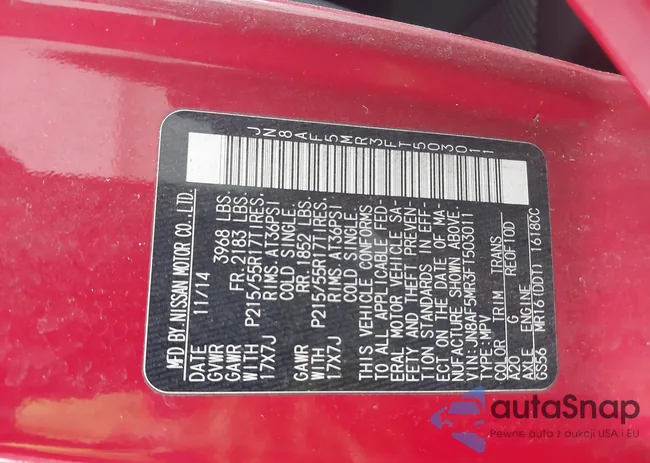 JN8AF5MR3FT503011
MFD.BY.NISSAN MOTOR CO.,LTD.
DATE 11/14
GVWR 3968 LBS.
GAWR FR.2183 LBS.
WITH P215/55R17TIRES.
17X7J RIMS.AT36PSI
COLD SINGLE
GAWR RR.1852 LBS.
WITH P215/55R17TIRES.
17X7J RIMS.AT36PSI
COLD SINGLE
THIS VEHICLE CONFORMS
TO ALL APPLICABLE FED-
ERAL MOTOR VEHICLE SA-
FETY AND THEFT PREVEN-
TION STANDARDS IN EFF-
ECT ON THE DATE OF MA-
NUFACTURE SHOWN ABOVE.
VIN:JN8AF5MR3FT503011
TYPE:MPV
COLOR TRIM TRANS
A20 G RE0F10D
AXLE ENGINE
GS56 MR16(DDT) 1618CC
autaSnap
Pewne auta z aukcji USA i EU